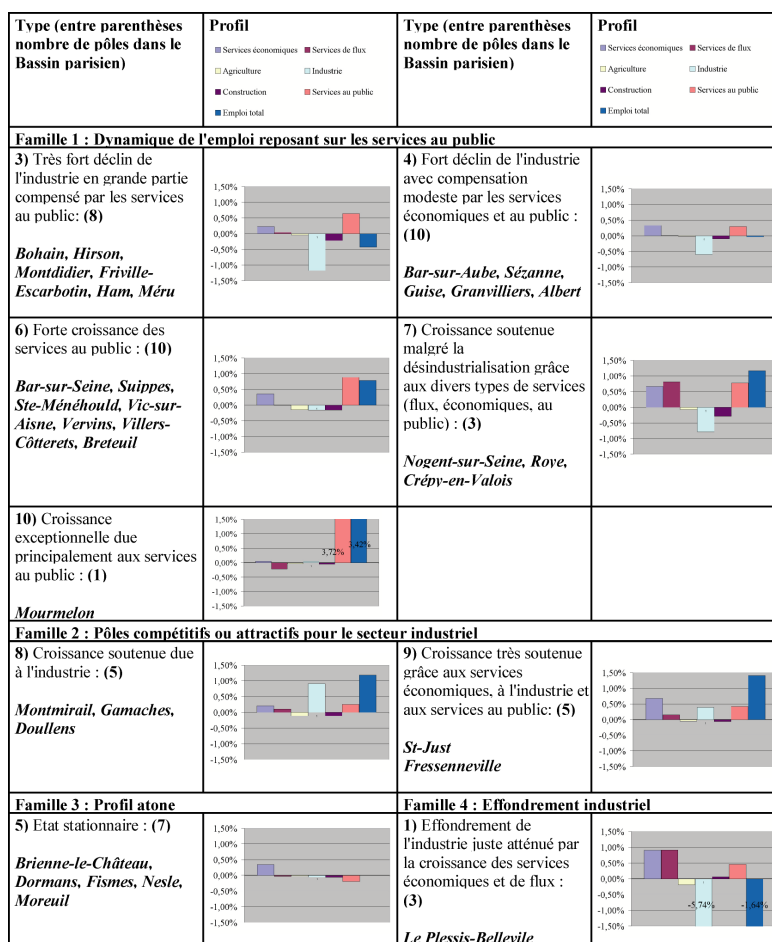 Type (entre parenthèses
nombre de pôles dans le
Bassin parisien)
Profil
Services économiques
Services de flux
Agriculture
Industrie
Construction
Services au public
Emploi total
Type (entre parenthèses
nombre de pôles dans le
Bassin parisien)
Profil
Services économiques
Services de flux
Agriculture
Industrie
Construction
Services au public
Emploi total
Famille 1 : Dynamique de l'emploi reposant sur les services au public
3) Très fort déclin de
l'industrie en grande partie
compensé par les services
au public: (8)
Bohain, Hirson,
Montdidier, Friville-
Escarbotin, Ham, Méru
1,50%
1,00%
0,50%
0,00%
-0,50%
-1,00%
-1,50%
4) Fort déclin de l'industrie
avec compensation
modeste par les services
économiques et au public :
(10)
Bar-sur-Aube, Sézanne,
Guise, Granvilliers, Albert
1,50%
1,00%
0,50%
0,00%
-0,50%
-1,00%
-1,50%
6) Forte croissance des
services au public : (10)
Bar-sur-Seine, Suippes,
Ste-Ménéhould, Vic-sur-
Aisne, Vervins, Villers-
Côtterets, Breteuil
1,50%
1,00%
0,50%
0,00%
-0,50%
-1,00%
-1,50%
7) Croissance soutenue
malgré la
désindustrialisation grâce
aux divers types de services
(flux, économiques, au
public) : (3)
Nogent-sur-Seine, Roye,
Crépy-en-Valois
1,50%
1,00%
0,50%
0,00%
-0,50%
-1,00%
-1,50%
10) Croissance
exceptionnelle due
principalement aux services
au public : (1)
Mourmelon
1,50%
1,00%
0,50%
0,00%
-0,50%
-1,00%
-1,50%
3,72%
3,42%
Famille 2 : Pôles compétitifs ou attractifs pour le secteur industriel
8) Croissance soutenue due
à l'industrie : (5)
Montmirail, Gamaches,
Doullens
1,50%
1,00%
0,50%
0,00%
-0,50%
-1,00%
-1,50%
9) Croissance très soutenue
grâce aux services
économiques, à l'industrie et
aux services au public: (5)
St-Just
Fressenneville
1,50%
1,00%
0,50%
0,00%
-0,50%
-1,00%
-1,50%
Famille 3 : Profil atone
Famille 4 : Effondrement industriel
5) Etat stationnaire : (7)
Brienne-le-Château,
Dormans, Fismes, Nesle,
Moreuil
1,50%
1,00%
0,50%
0,00%
-0,50%
-1,00%
-1,50%
1) Effondrement de
l'industrie juste atténué par
la croissance des services
économiques et de flux :
(3)
Le Plessis-Bellevile
1,50%
1,00%
0,50%
0,00%
-0,50%
-1,00%
-1,50%
-5,74%
-1,64%